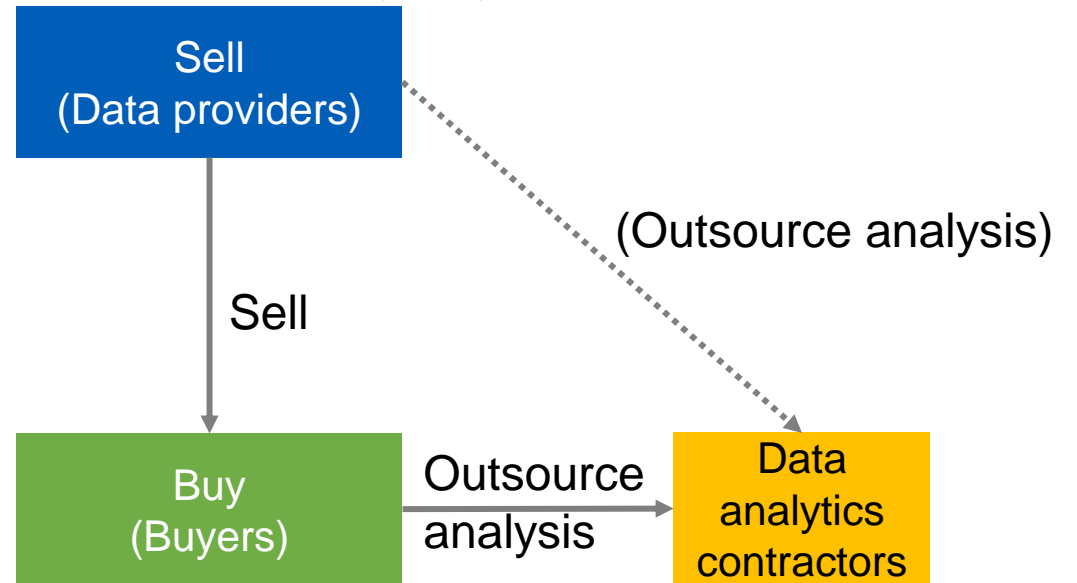 Sell
(Data providers)
(Outsource analysis)
Sell
Buy
(Buyers)
Outsource
analysis
Data
analytics
contractors